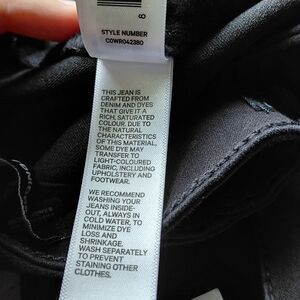 8
STYLE NUMBER
C0WR042380
THIS JEAN IS
CRAFTED FROM
DENIM AND DYES
THAT GIVE IT A
RICH, SATURATED
COLOUR. DUE TO
THE NATURAL
CHARACTERISTICS
OF THIS MATERIAL,
SOME DYE MAY
TRANSFER TO
LIGHT-COLOURED
FABRIC, INCLUDING
UPHOLSTERY AND
FOOTWEAR.
WE RECOMMEND
WASHING YOUR
JEANS INSIDE-
OUT, ALWAYS IN
COLD WATER, TO
MINIMIZE DYE
LOSS AND
SHRINKAGE.
WASH SEPARATELY
TO PREVENT
STAINING OTHER
CLOTHES.